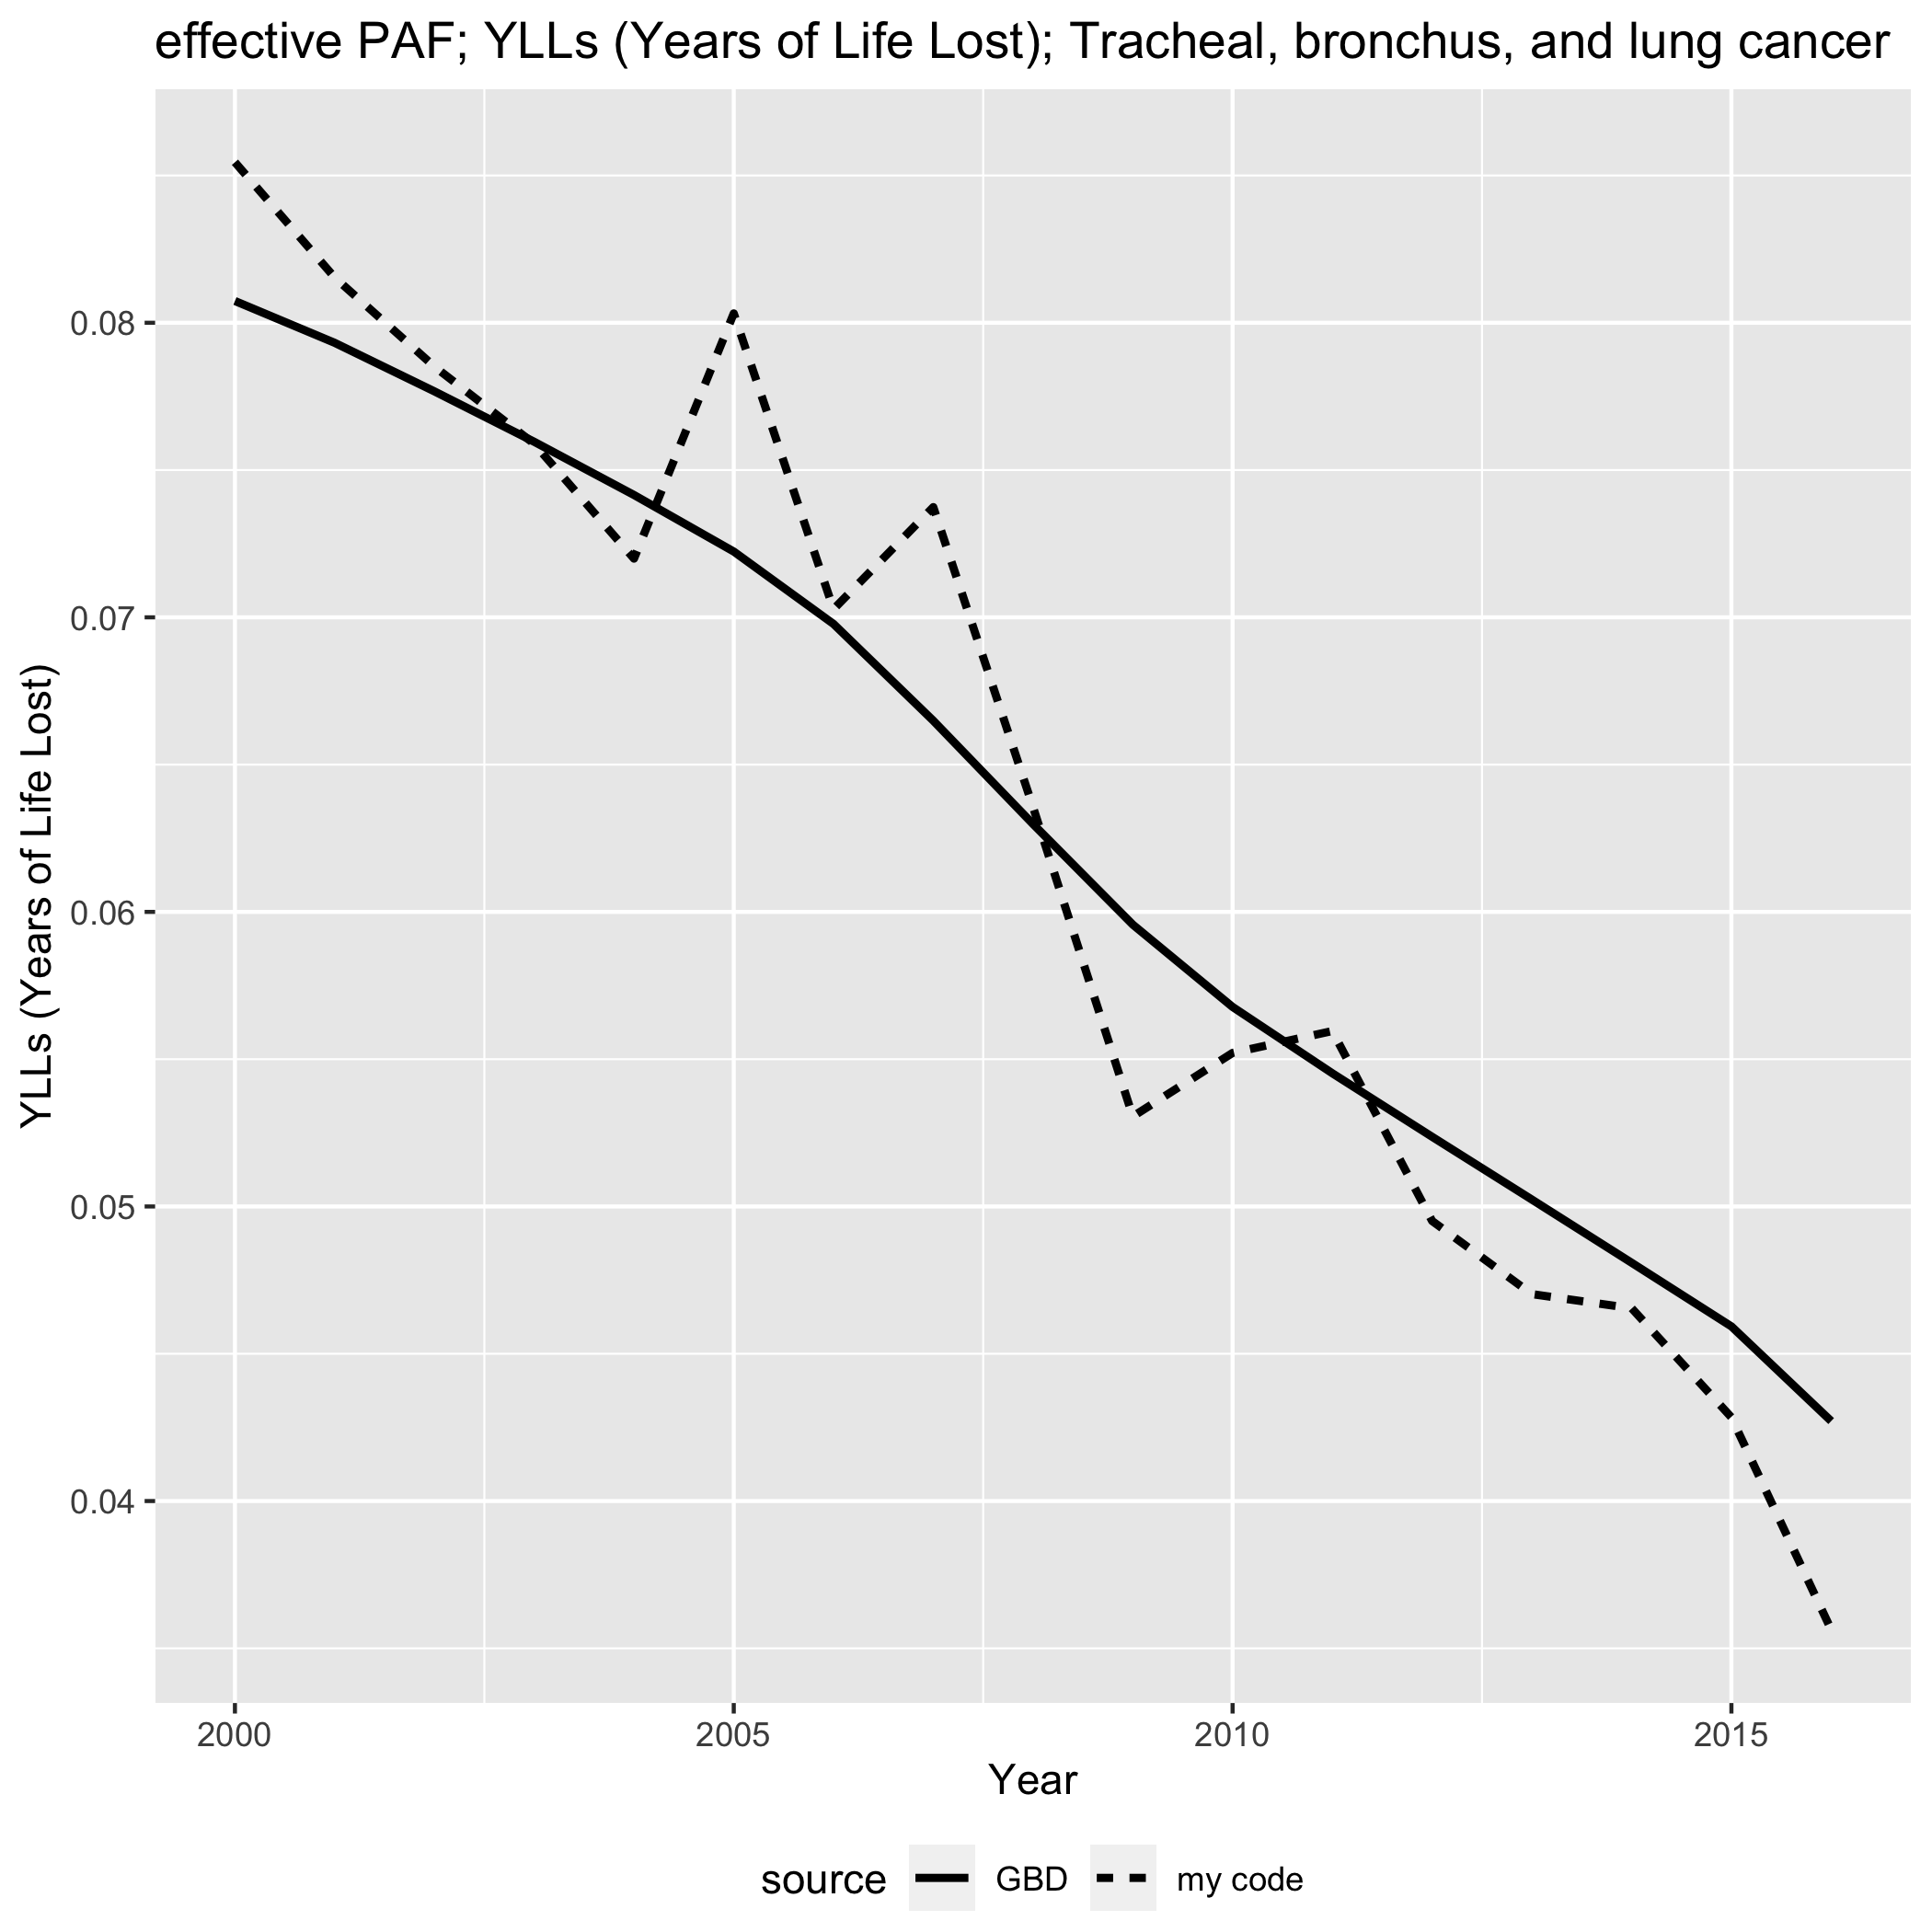 effective PAF; YLLs (Years of Life Lost); Tracheal, bronchus, and lung cancer
YLLs (Years of Life Lost)
0.08
0.07
0.06
0.05
0.04
2000 2005 2010 2015
Year
source GBD my code